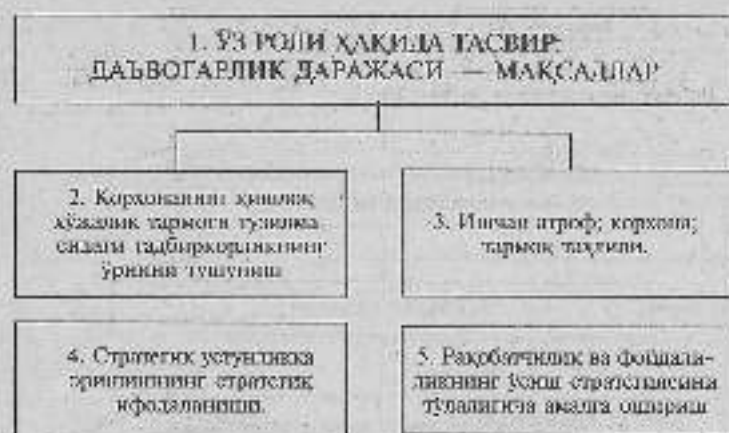 1. ЎЗ РОЛИ ҲАҚИДА ТАСВИР:
ДАЪВОГАРЛИК ДАРАЖАСИ — МАҚСАДЛАР
2. Корхонанинг қишлоқ
хўжалик тармоғи тузилма-
сидаги тадбиркорликнинг
ўрнини тушуниш
3. Ишчан атроф; корхона;
тармоқ таҳлили.
4. Стратегик устунликка
эришишнинг стратегик
ифодаланиши.
5. Рақобатчилик ва фойдала-
ликнинг ўсиш стратегиясини
тўлалигича амалга ошириш